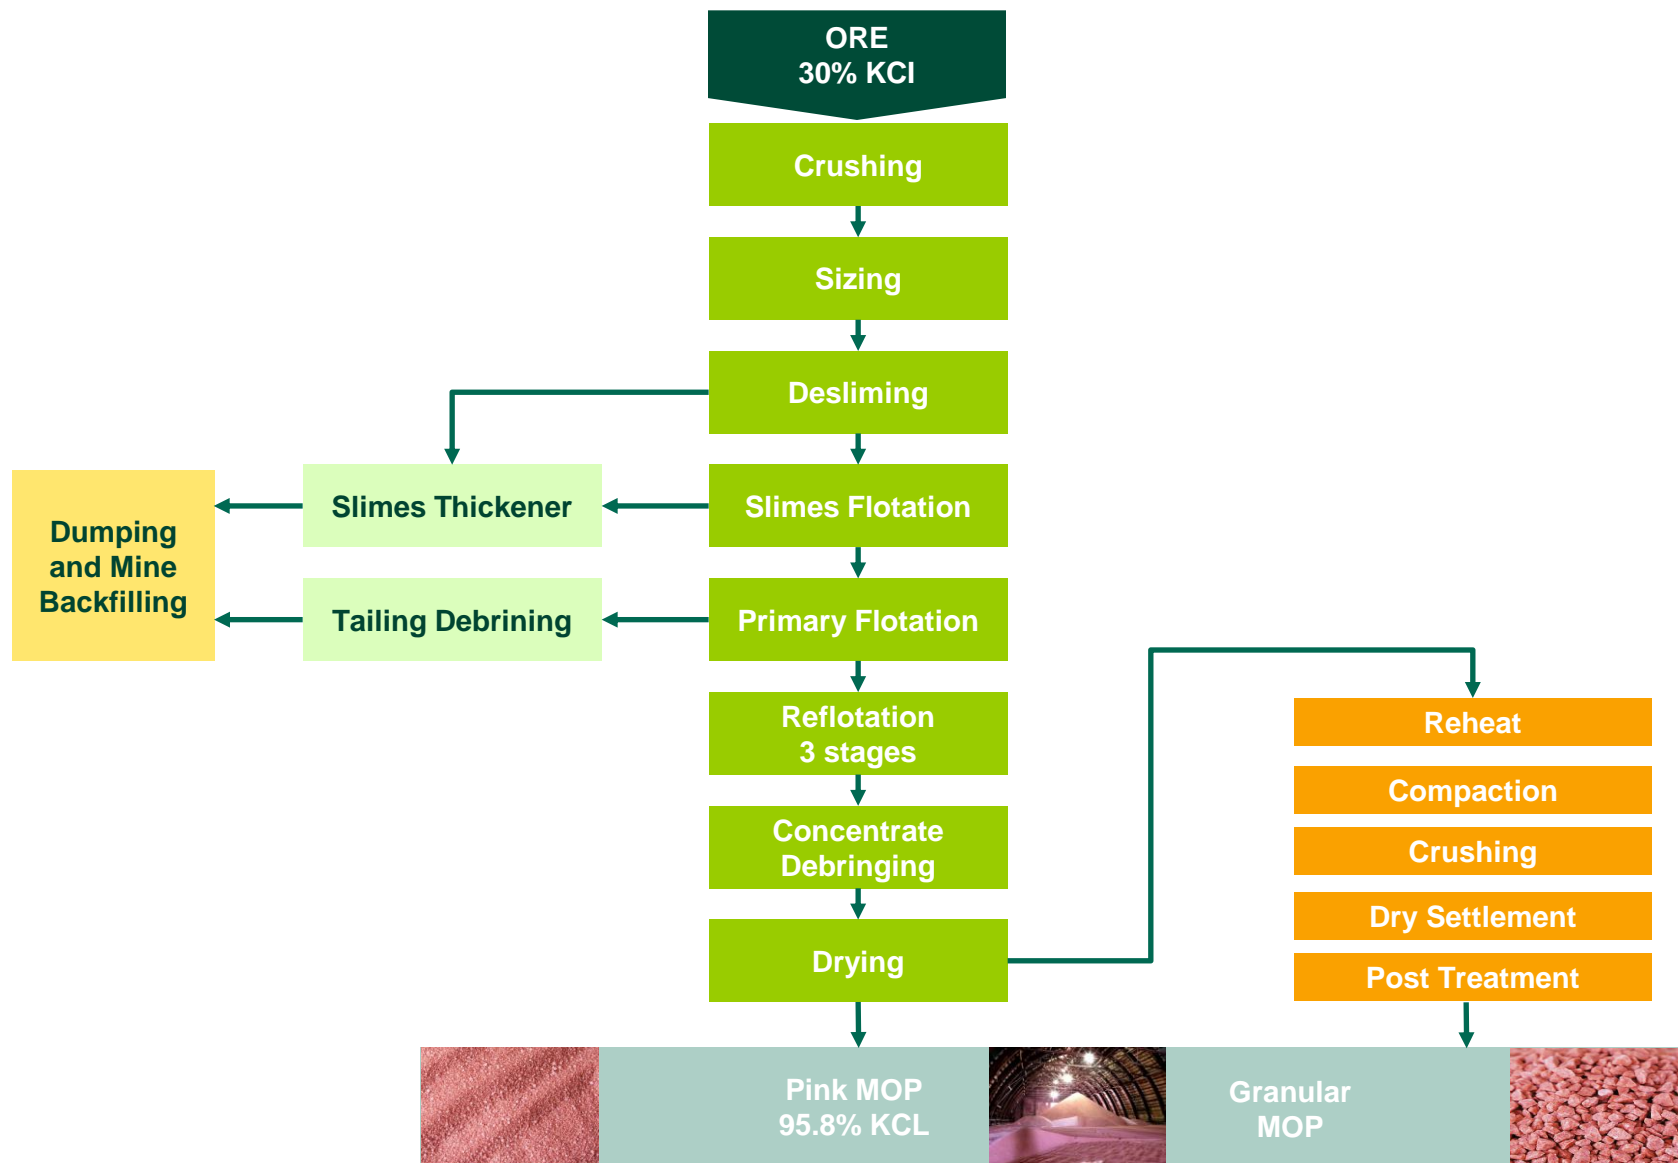 ORE
30% KCl
Crushing
Sizing
Desliming
Slimes Thickener
Slimes Flotation
Dumping
and Mine
Backfilling
Tailing Debrining
Primary Flotation
Reflotation
3 stages
Concentrate
Debringing
Drying
Reheat
Compaction
Crushing
Dry Settlement
Post Treatment
Pink MOP
95.8% KCL
Granular
MOP